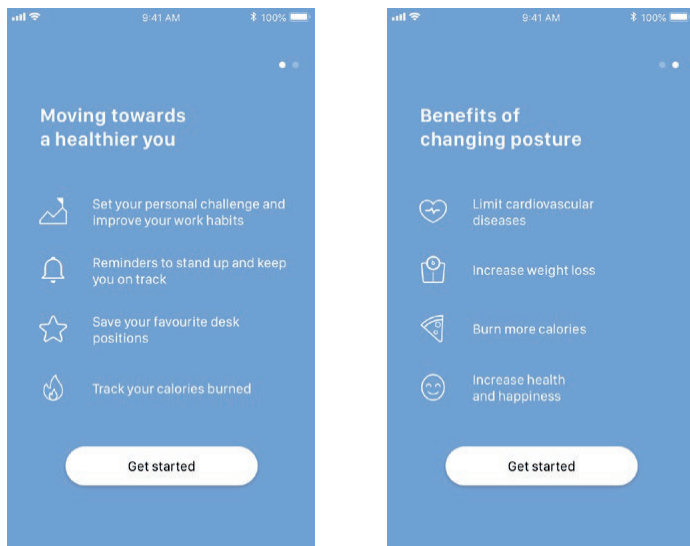 9:41 AM
100%
Moving towards
a healthier you
Set your personal challenge and
improve your work habits
Reminders to stand up and keep
you on track
Save your favourite desk
positions
Track your calories burned
Get started
9:41 AM
100%
Benefits of
changing posture
Limit cardiovascular
diseases
Increase weight loss
Burn more calories
Increase health
and happiness
Get started